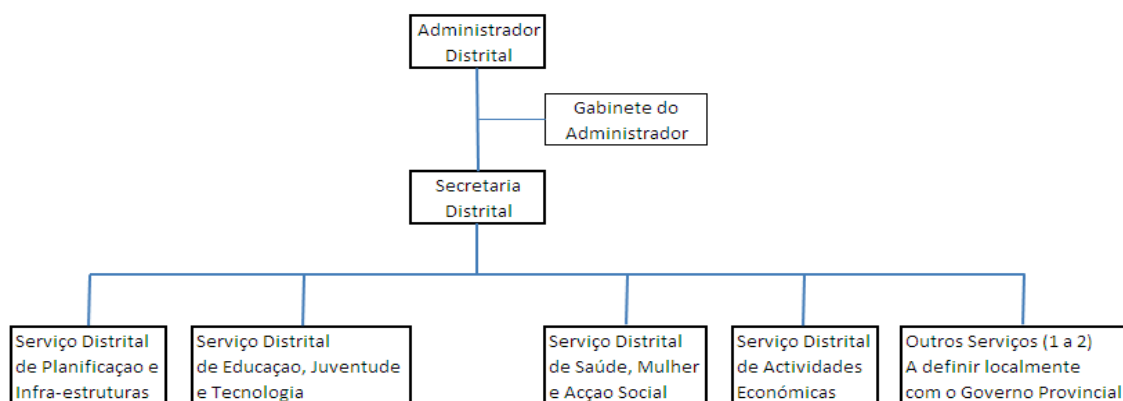 Administrador
Distrital
Gabinete do
Administrador
Secretaria
Distrital
Serviço Distrital
de Planificaçao e
Infra-estruturas
Serviço Distrital
de Educaçao, Juventude
e Tecnologia
Serviço Distrital
de Saúde, Mulher
e Acçao Social
Serviço Distrital
de Actividades
Económicas
Outros Serviços (1 a 2)
A definir localmente
com o Governo Provincial